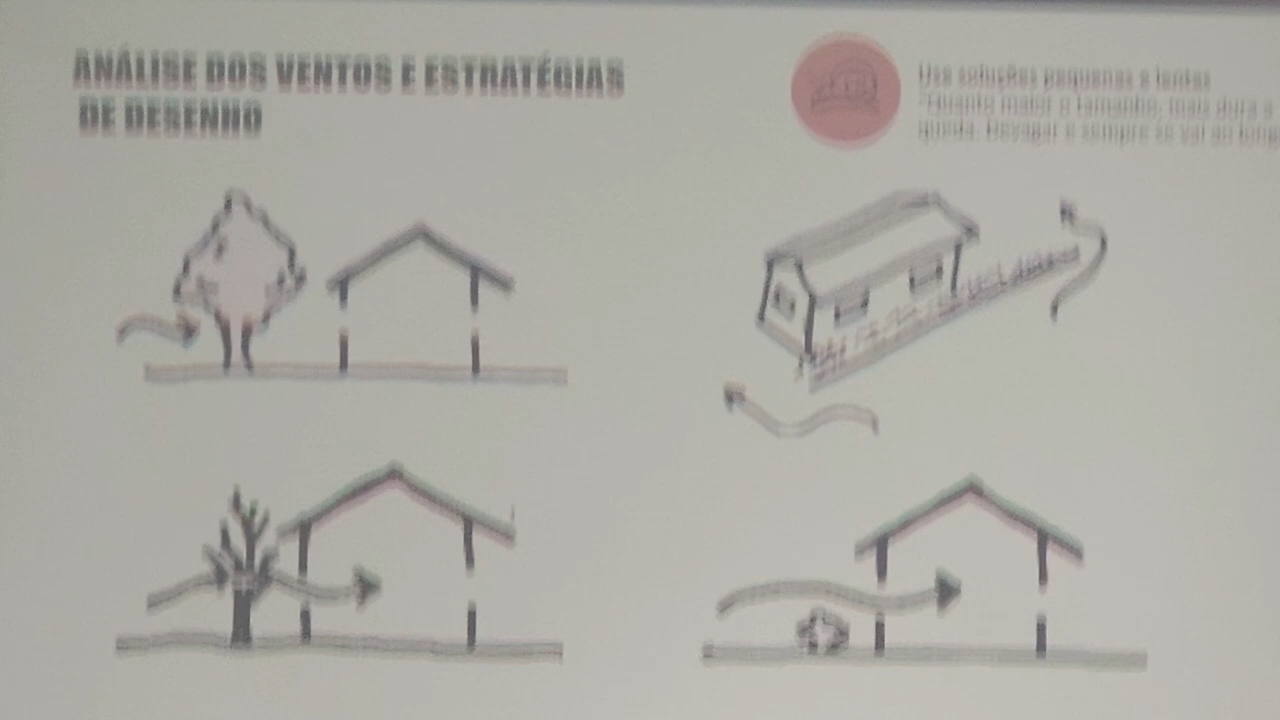 ANÁLISE DOS VENTOS E ESTRATÉGIAS
DE DESENHO
Use soluções pequenas e lentas
"Quanto maior o tamanho, mais dura a
queda. Devagar e sempre se vai ao long